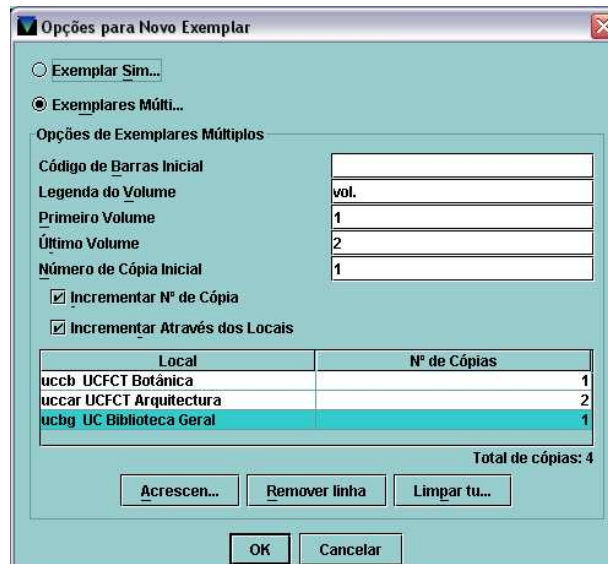 Opções para Novo Exemplar
Exemplar Sim...
Exemplares Múlti...
Opções de Exemplares Múltiplos
Código de Barras Inicial
Legenda do Volume vol.
Primeiro Volume 1
Último Volume 2
Número de Cópia Inicial 1
Incrementar Nº de Cópia
Incrementar Através dos Locais
Local Nº de Cópias
uccb UCFCT Botânica 1
uccar UCFCT Arquitectura 2
ucbg UC Biblioteca Geral 1
Total de cópias: 4
Acrescen... Remover linha Limpar tu...
OK Cancelar